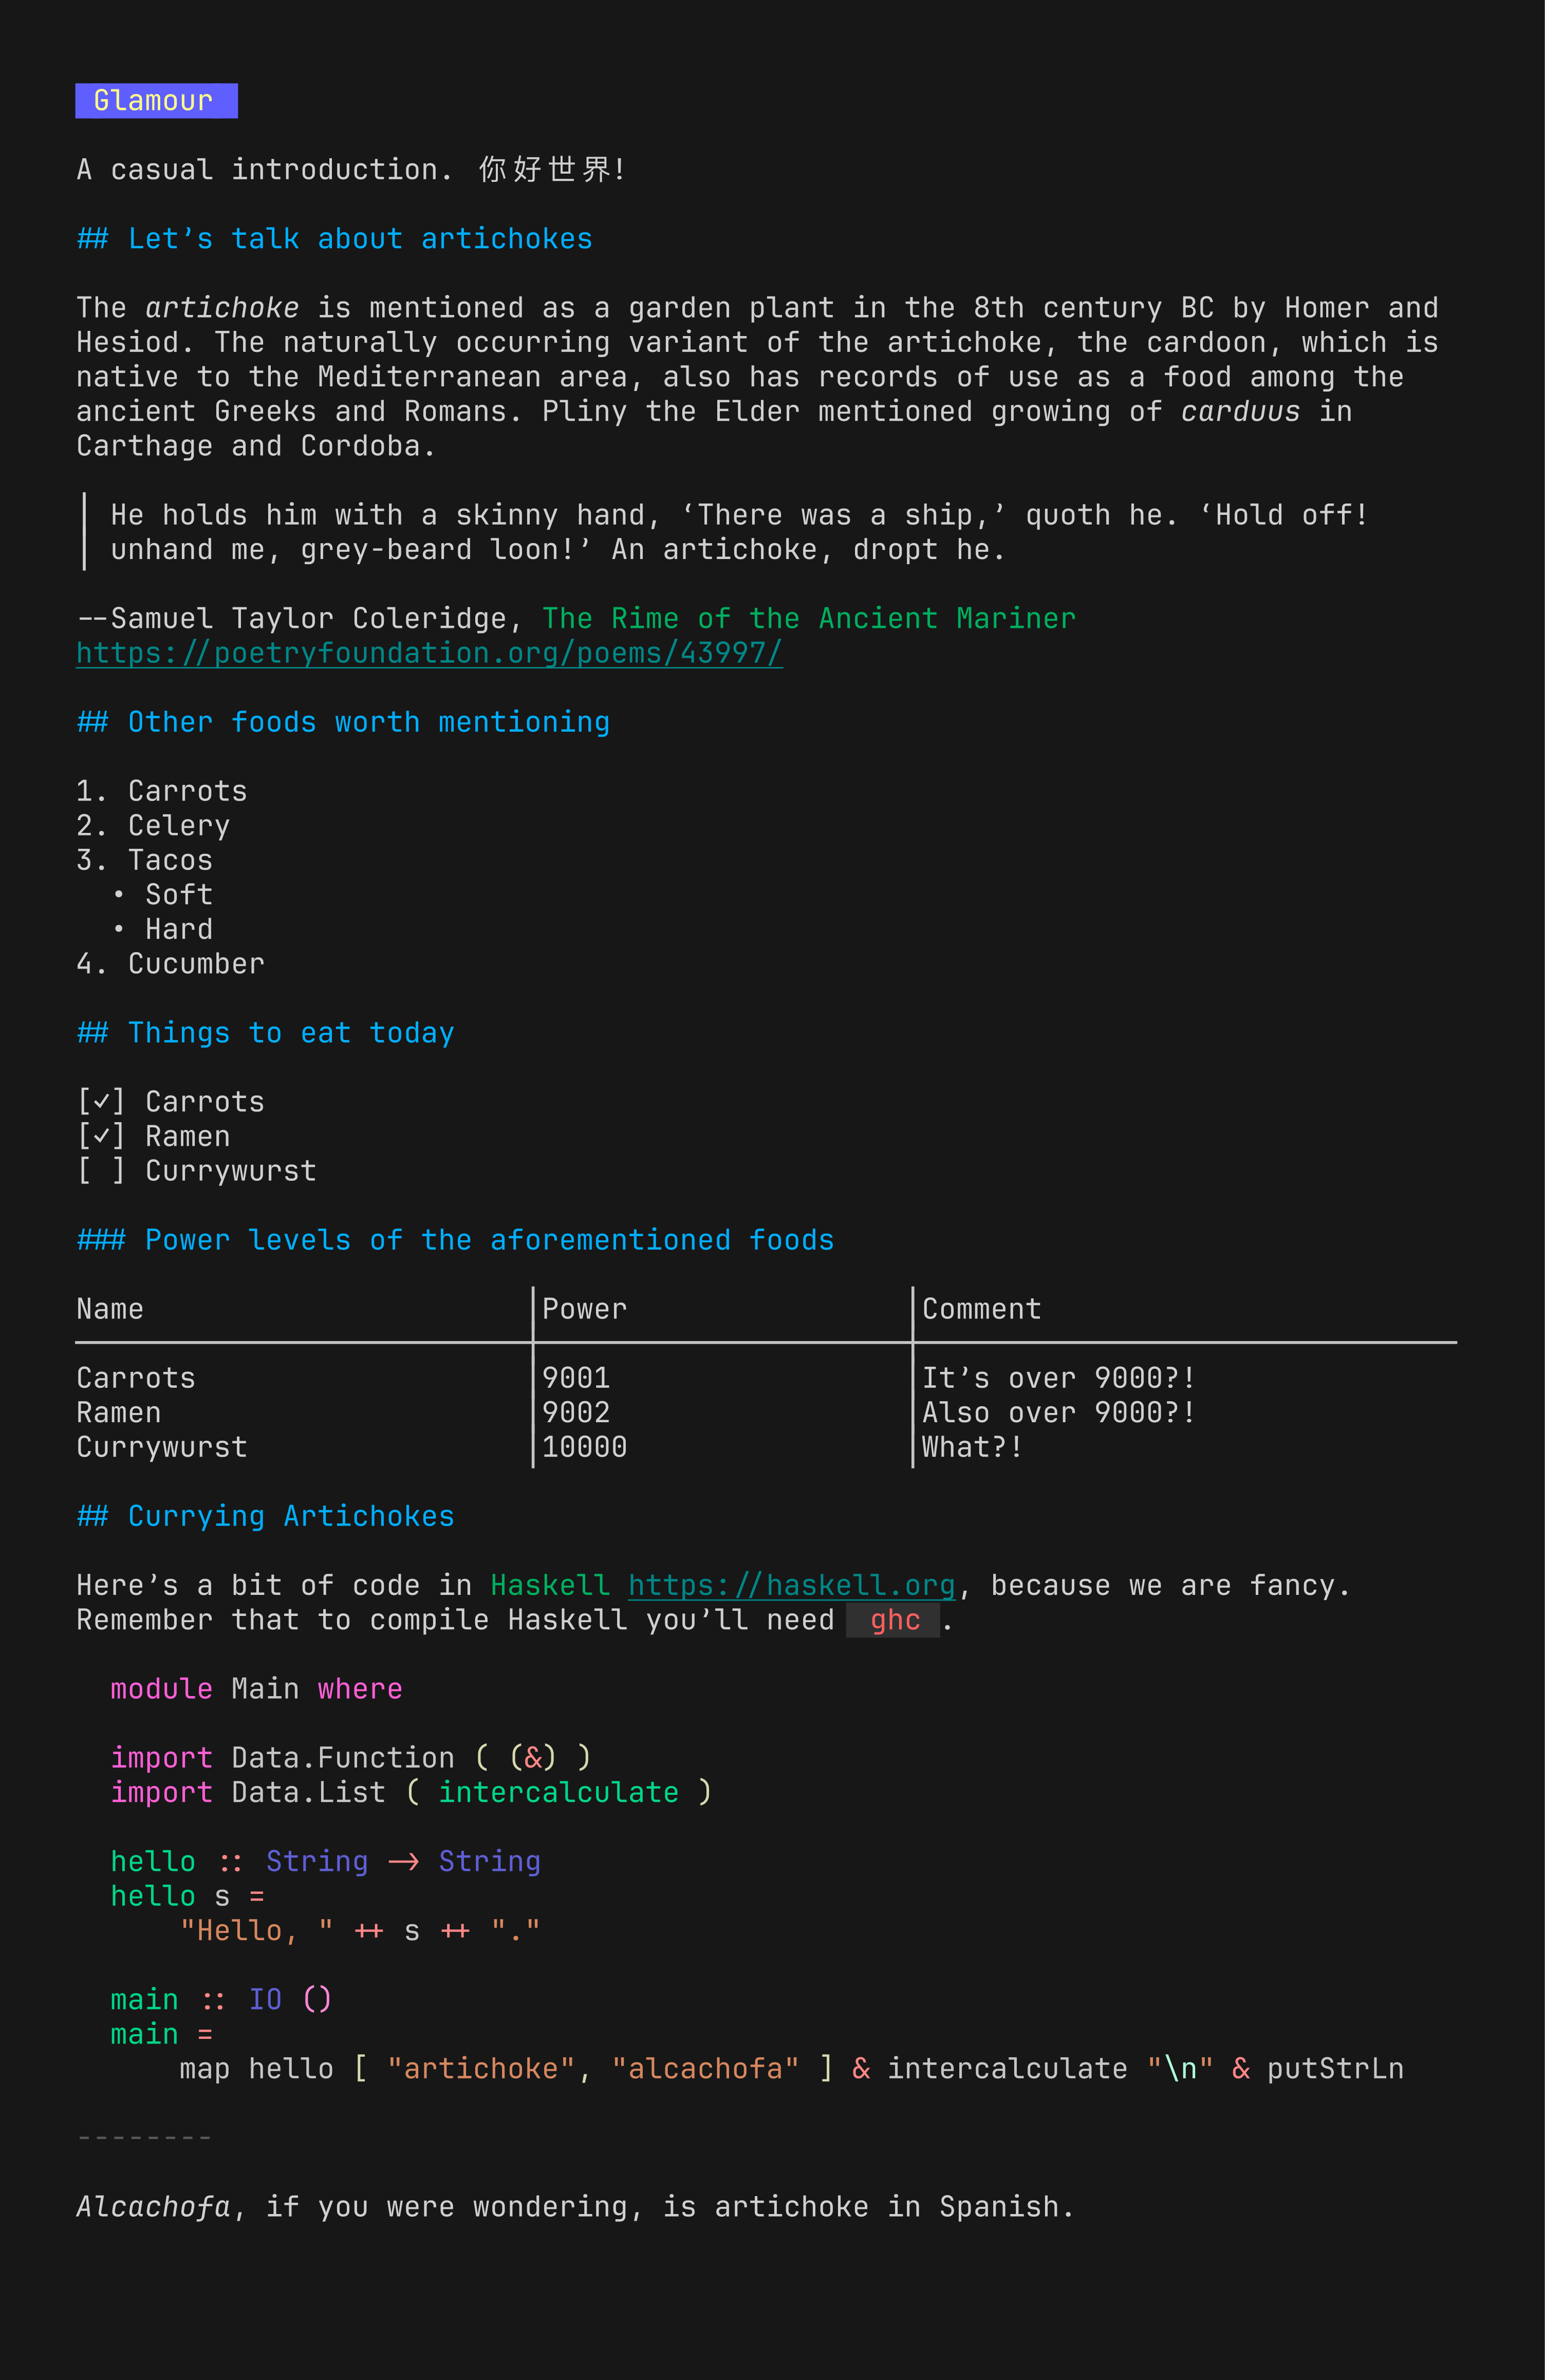 Glamour
A casual introduction. 你好世界!
## Let’s talk about artichokes
The artichoke is mentioned as a garden plant in the 8th century BC by Homer and
Hesiod. The naturally occurring variant of the artichoke, the cardoon, which is
native to the Mediterranean area, also has records of use as a food among the
ancient Greeks and Romans. Pliny the Elder mentioned growing of carduus in
Carthage and Cordoba.
│ He holds him with a skinny hand, ‘There was a ship,’ quoth he. ‘Hold off!
│ unhand me, grey-beard loon!’ An artichoke, dropt he.
--Samuel Taylor Coleridge, The Rime of the Ancient Mariner
https://poetryfoundation.org/poems/43997/
## Other foods worth mentioning
1. Carrots
2. Celery
3. Tacos
  • Soft
  • Hard
4. Cucumber
## Things to eat today
[✓] Carrots
[✓] Ramen
[ ] Currywurst
### Power levels of the aforementioned foods
Name │Power │Comment
Carrots │9001 │It’s over 9000?!
Ramen │9002 │Also over 9000?!
Currywurst │10000 │What?!
## Currying Artichokes
Here’s a bit of code in Haskell https://haskell.org, because we are fancy.
Remember that to compile Haskell you’ll need ghc .
  module Main where
  import Data.Function ( (&) )
  import Data.List ( intercalculate )
  hello :: String -> String
  hello s =
      "Hello, " ++ s ++ "."
  main :: IO ()
  main =
      map hello [ "artichoke", "alcachofa" ] & intercalculate "\n" & putStrLn
--------
Alcachofa, if you were wondering, is artichoke in Spanish.